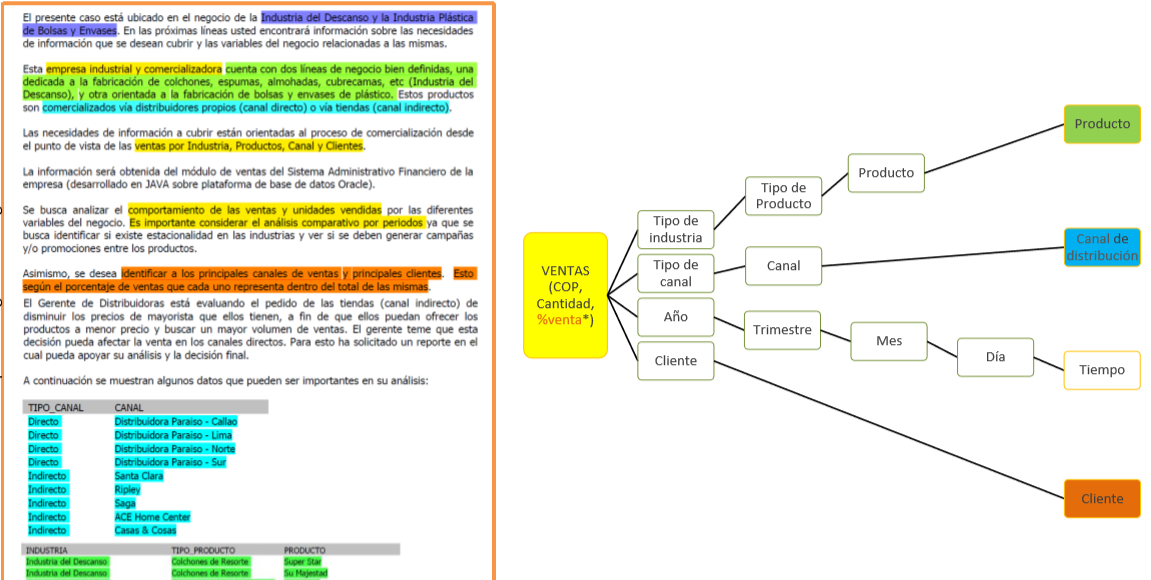 El presente caso está ubicado en el negocio de la Industria del Descanso y la Industria Plástica
de Bolsas y Envases. En las próximas líneas usted encontrará información sobre las necesidades
de información que se desean cubrir y las variables del negocio relacionadas a las mismas.
Esta empresa industrial y comercializadora cuenta con dos líneas de negocio bien definidas, una
dedicada a la fabricación de colchones, espumas, almohadas, cubrecamas, etc (Industria del
Descanso), y otra orientada a la fabricación de bolsas y envases de plástico. Estos productos
son comercializados vía distribuidores propios (canal directo) o vía tiendas (canal indirecto).
Las necesidades de información a cubrir están orientadas al proceso de comercialización desde
el punto de vista de las ventas por Industria, Productos, Canal y Clientes.
La información será obtenida del módulo de ventas del Sistema Administrativo Financiero de la
empresa (desarrollado en JAVA sobre plataforma de base de datos Oracle).
Se busca analizar el comportamiento de las ventas y unidades vendidas por las diferentes
variables del negocio. Es importante considerar el análisis comparativo por periodos ya que se
busca identificar si existe estacionalidad en las industrias y ver si se deben generar campañas
y/o promociones entre los productos.
Asimismo, se desea identificar a los principales canales de ventas y principales clientes. Esto
según el porcentaje de ventas que cada uno representa dentro del total de las mismas.
El Gerente de Distribuidoras está evaluando el pedido de las tiendas (canal indirecto) de
disminuir los precios de mayorista que ellos tienen, a fin de que ellos puedan ofrecer los
productos a menor precio y buscar un mayor volumen de ventas. El gerente teme que esta
decisión pueda afectar la venta en los canales directos. Para esto ha solicitado un reporte en el
cual pueda apoyar su análisis y la decisión final.
A continuación se muestran algunos datos que pueden ser importantes en su análisis:
TIPO_CANAL CANAL
Directo Distribuidora Paraiso - Callao
Directo Distribuidora Paraiso - Lima
Directo Distribuidora Paraiso - Norte
Directo Distribuidora Paraiso - Sur
Indirecto Santa Clara
Indirecto Ripley
Indirecto Saga
Indirecto ACE Home Center
Indirecto Casas & Cosas
INDUSTRIA TIPO_PRODUCTO PRODUCTO
Industria del Descanso Colchones de Resorte Super Star
Industria del Descanso Colchones de Resorte Su Majestad
VENTAS
(COP,
Cantidad,
%venta*)
Tipo de
industria
Tipo de
Producto
Producto
Producto
Tipo de
canal
Canal
Canal de
distribución
Año
Trimestre
Mes
Día
Tiempo
Cliente
Cliente